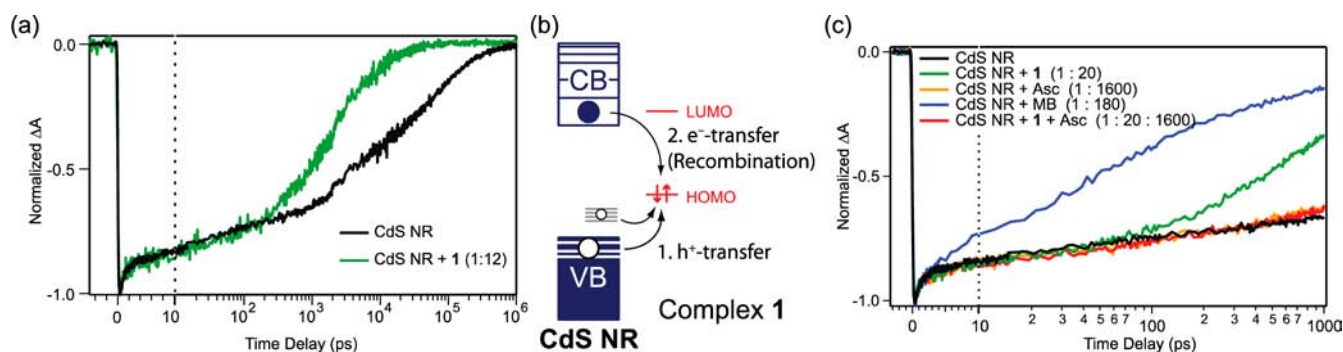 (a)
0.0
-0.5
-1.0
Normalized ΔA
CdS NR
CdS NR + 1 (1:12)
0
10
10²
10³
10⁴
10⁵
10⁶
Time Delay (ps)
(b)
CB
LUMO
2. e⁻-transfer
(Recombination)
HOMO
1. h⁺-transfer
VB
Complex 1
CdS NR
(c)
0.0
-0.5
-1.0
Normalized ΔA
CdS NR
CdS NR + 1 (1 : 20)
CdS NR + Asc (1 : 1600)
CdS NR + MB (1 : 180)
CdS NR + 1 + Asc (1 : 20 : 1600)
0
10
2 3 4 5 6 7
100
2 3 4 5 6 7
1000
Time Delay (ps)